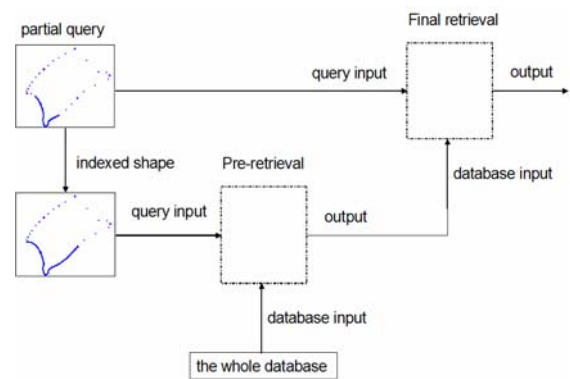 partial query
Final retrieval
query input
output
indexed shape
Pre-retrieval
database input
query input
output
database input
the whole database